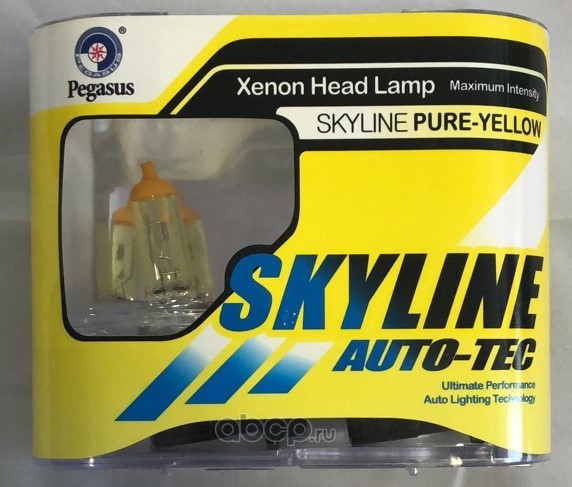 PEGASUS
Pegasus
Xenon Head Lamp Maximum Intensity
SKYLINE PURE-YELLOW
SKYLINE
AUTO-TEC
Ultimate Performance
Auto Lighting Technology
abcp.ru